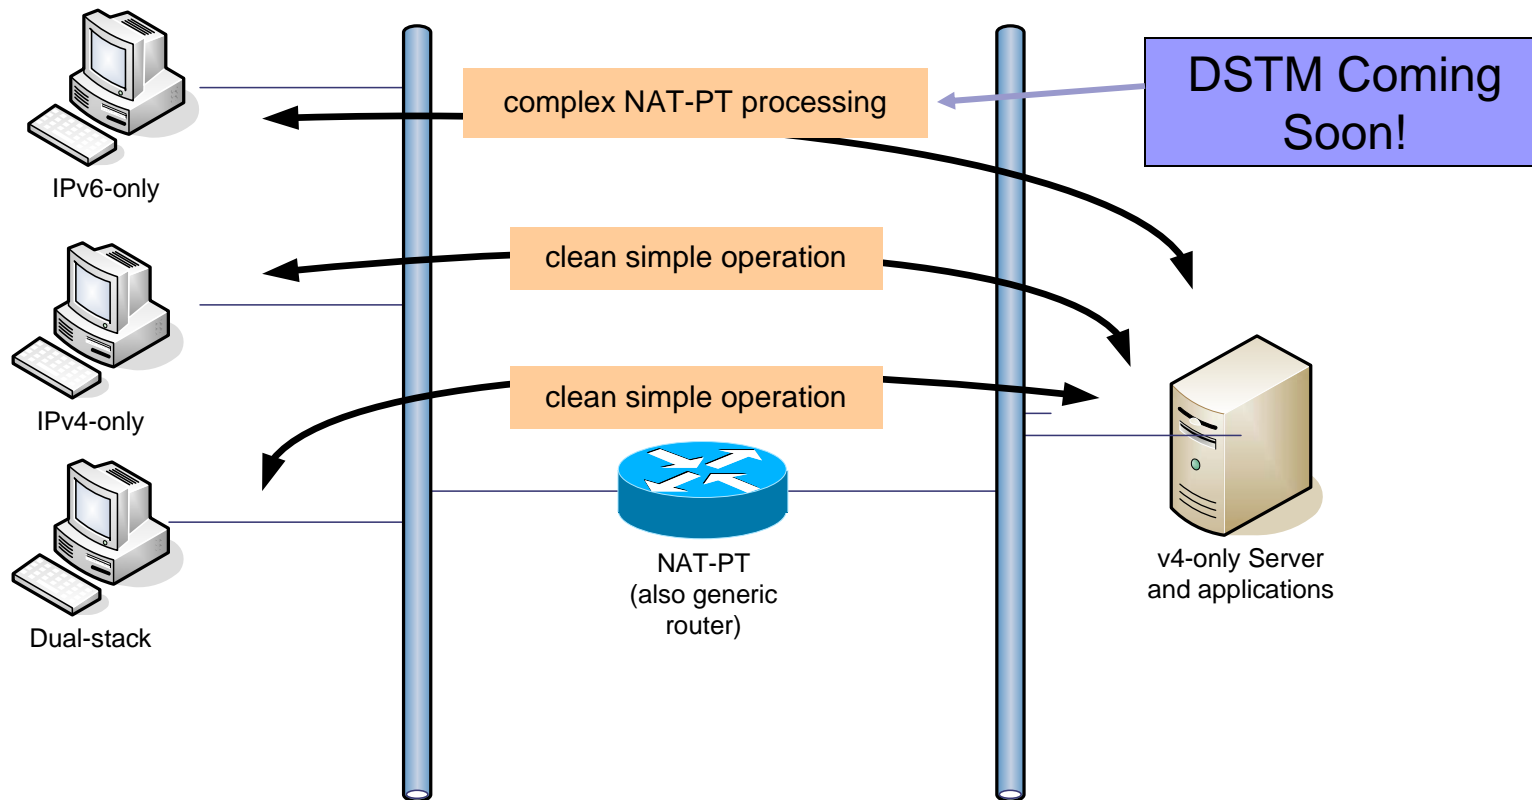 DSTM Coming
Soon!
complex NAT-PT processing
IPv6-only
clean simple operation
IPv4-only
clean simple operation
NAT-PT
(also generic
router)
v4-only Server
and applications
Dual-stack